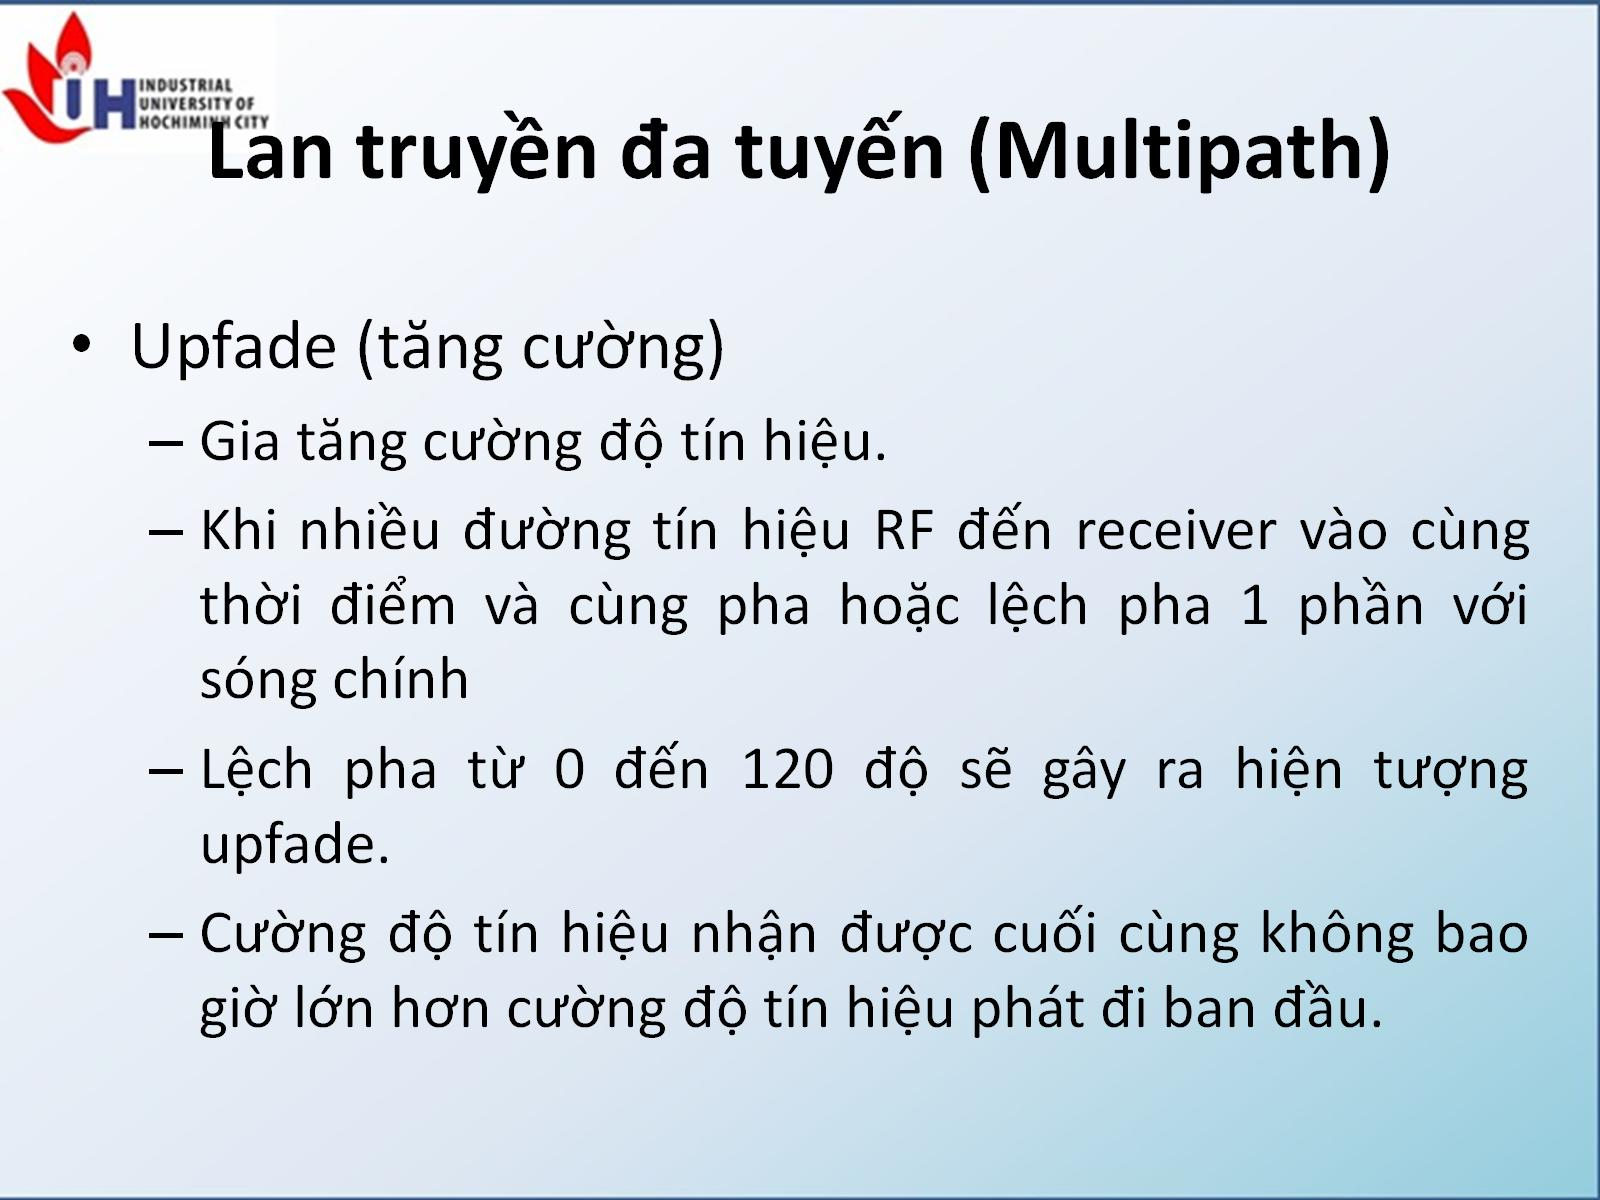 INDUSTRIAL
UNIVERSITY OF
HOCHIMINH CITY
Lan truyền đa tuyến (Multipath)
• Upfade (tăng cường)
– Gia tăng cường độ tín hiệu.
– Khi nhiều đường tín hiệu RF đến receiver vào cùng
thời điểm và cùng pha hoặc lệch pha 1 phần với
sóng chính
– Lệch pha từ 0 đến 120 độ sẽ gây ra hiện tượng
upfade.
– Cường độ tín hiệu nhận được cuối cùng không bao
giờ lớn hơn cường độ tín hiệu phát đi ban đầu.